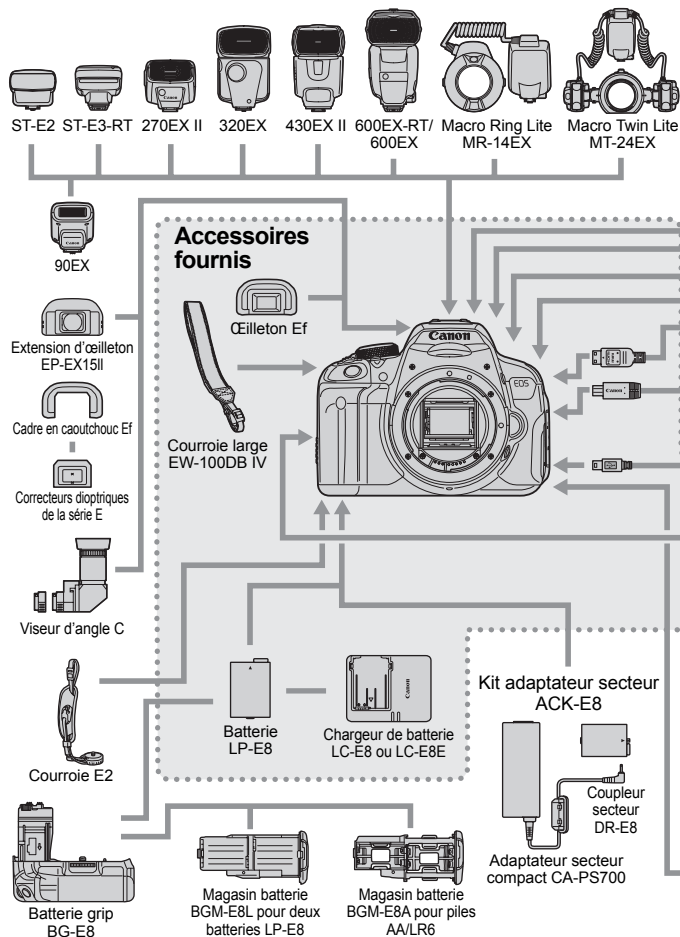 ST-E2 ST-E3-RT 270EX II 320EX 430EX II 600EX-RT/
600EX
Macro Ring Lite
MR-14EX
Macro Twin Lite
MT-24EX
90EX
Accessoires
fournis
Œilleton Ef
Canon
EOS
Extension d'œilleton
EP-EX15II
Cadre en caoutchouc Ef
Courroie large
EW-100DB IV
Correcteurs dioptriques
de la série E
Viseur d'angle C
Courroie E2
Batterie
LP-E8
Canon
Chargeur de batterie
LC-E8 ou LC-E8E
Kit adaptateur secteur
ACK-E8
Coupleur
secteur
DR-E8
Adaptateur secteur
compact CA-PS700
Batterie grip
BG-E8
Magasin batterie
BGM-E8L pour deux
batteries LP-E8
Magasin batterie
BGM-E8A pour piles
AA/LR6